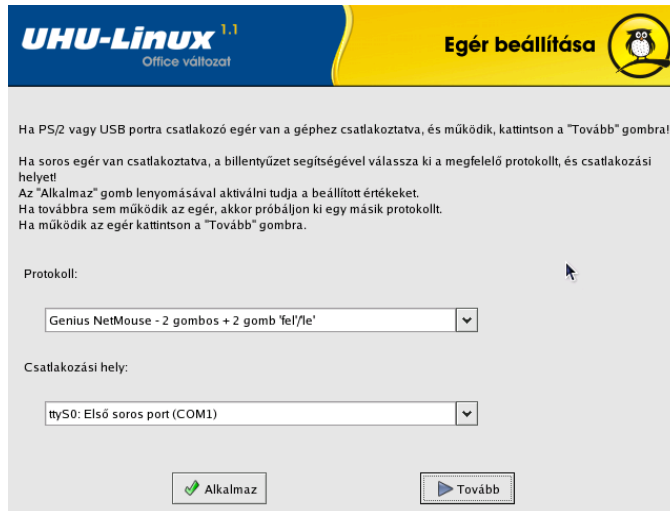 UHU-Linux 1.1
Office változat
Egér beállítása
Ha PS/2 vagy USB portra csatlakozó egér van a géphez csatlakoztatva, és működik, kattintson a "Tovább" gombra!
Ha soros egér van csatlakoztatva, a billentyűzet segítségével válassza ki a megfelelő protokollt, és csatlakozási
helyet!
Az "Alkalmaz" gomb lenyomásával aktiválni tudja a beállított értékeket.
Ha továbbra sem működik az egér, akkor próbáljon ki egy másik protokollt.
Ha működik az egér kattintson a "Tovább" gombra.
Protokoll:
Genius NetMouse - 2 gombos + 2 gomb 'fel'/le'
Csatlakozási hely:
ttyS0: Első soros port (COM1)
Alkalmaz
Tovább